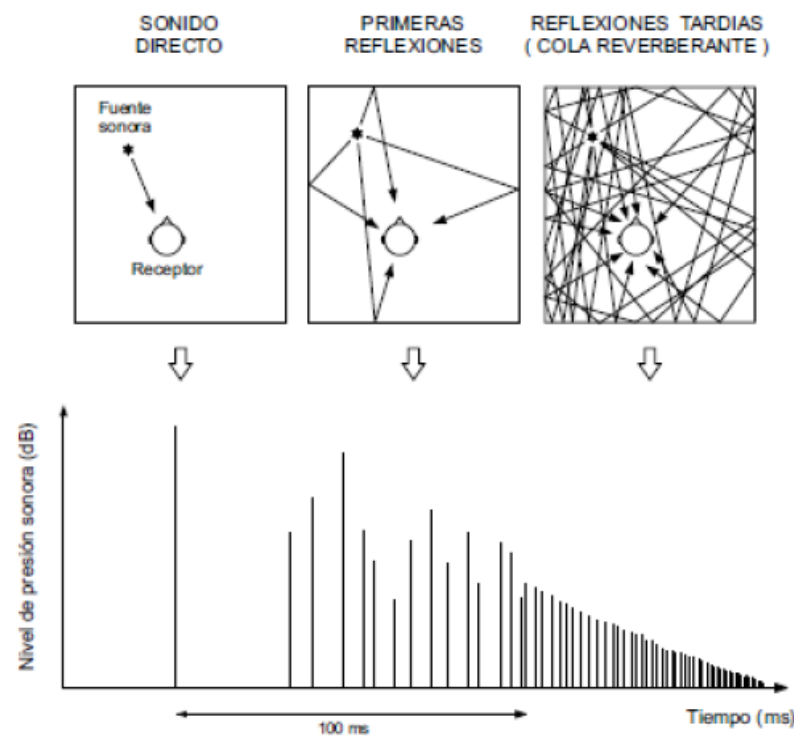 SONIDO
DIRECTO
PRIMERAS
REFLEXIONES
REFLEXIONES TARDIAS
( COLA REVERBERANTE )
Fuente
sonora
Receptor
Nivel de presión sonora (dB)
100 ms
Tiempo (ms)